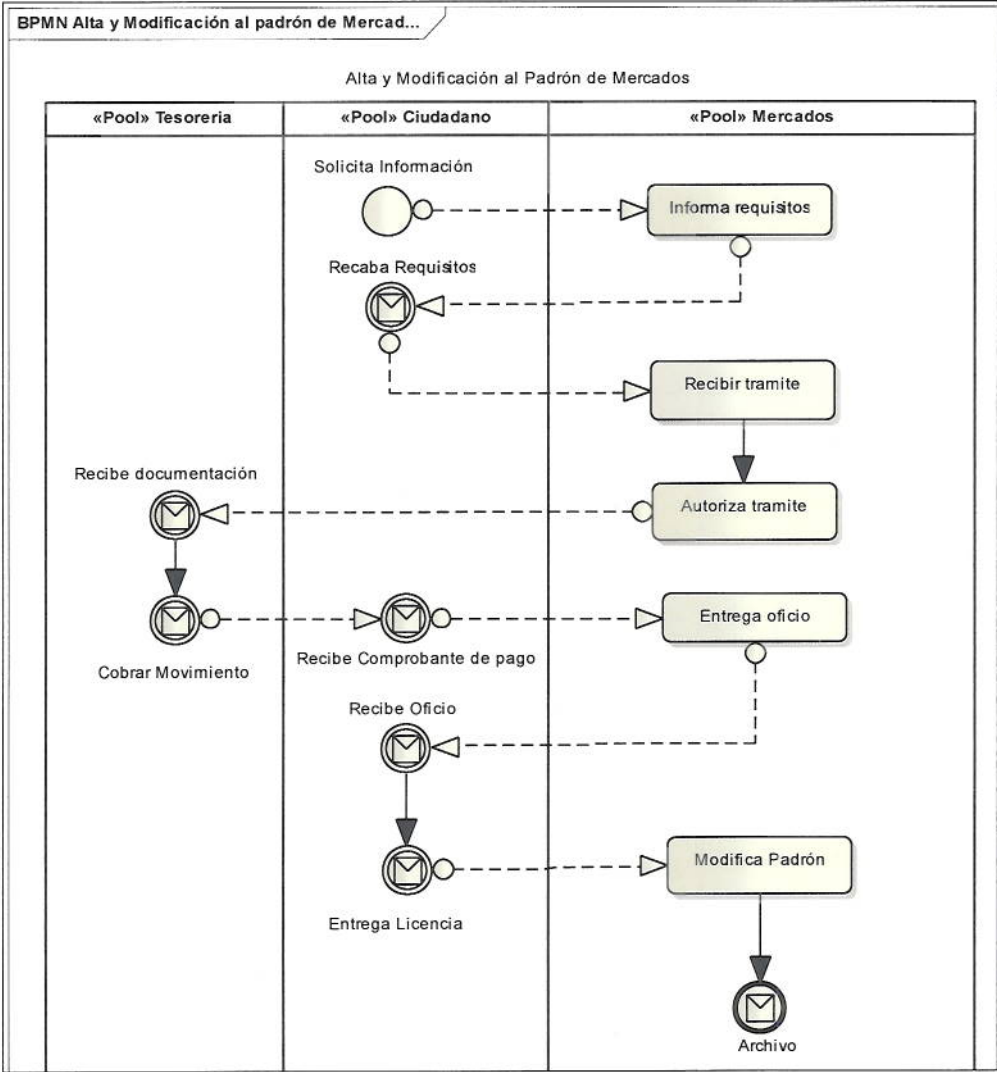 BPMN Alta y Modificación al padrón de Mercad...
Alta y Modificación al Padrón de Mercados
«Pool» Tesoreria
«Pool» Ciudadano
«Pool» Mercados
Solicita Información
Informa requisitos
Recaba Requisitos
Recibir tramite
Recibe documentación
Autoriza tramite
Entrega oficio
Cobrar Movimiento
Recibe Comprobante de pago
Recibe Oficio
Modifica Padrón
Entrega Licencia
Archivo